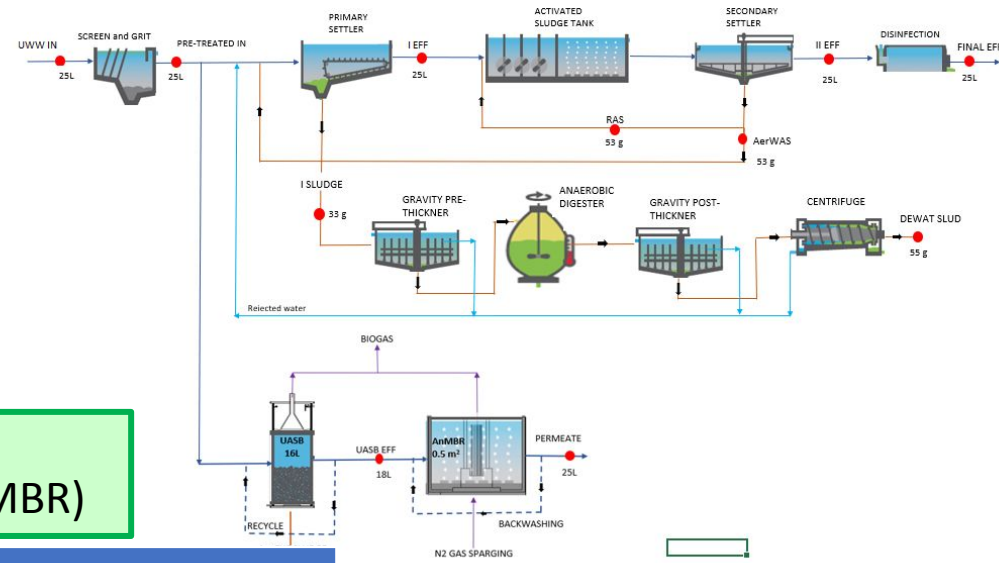 UWW IN
25L
SCREEN and GRIT
PRE-TREATED IN
25L
PRIMARY
SETTLER
I EFF
25L
ACTIVATED
SLUDGE TANK
SECONDARY
SETTLER
II EFF
25L
DISINFECTION
FINAL EF
25L
RAS
53 g
AerWAS
53 g
I SLUDGE
33 g
GRAVITY PRE-
THICKNER
ANAEROBIC
DIGESTER
GRAVITY POST-
THICKNER
CENTRIFUGE
DEWAT SLUD
55 g
Rejected water
BIOGAS
UASB
16L
UASB EFF
18L
AnMBR
0.5 m²
PERMEATE
25L
RECYCLE
BACKWASHING
N2 GAS SPARGING
MBR)